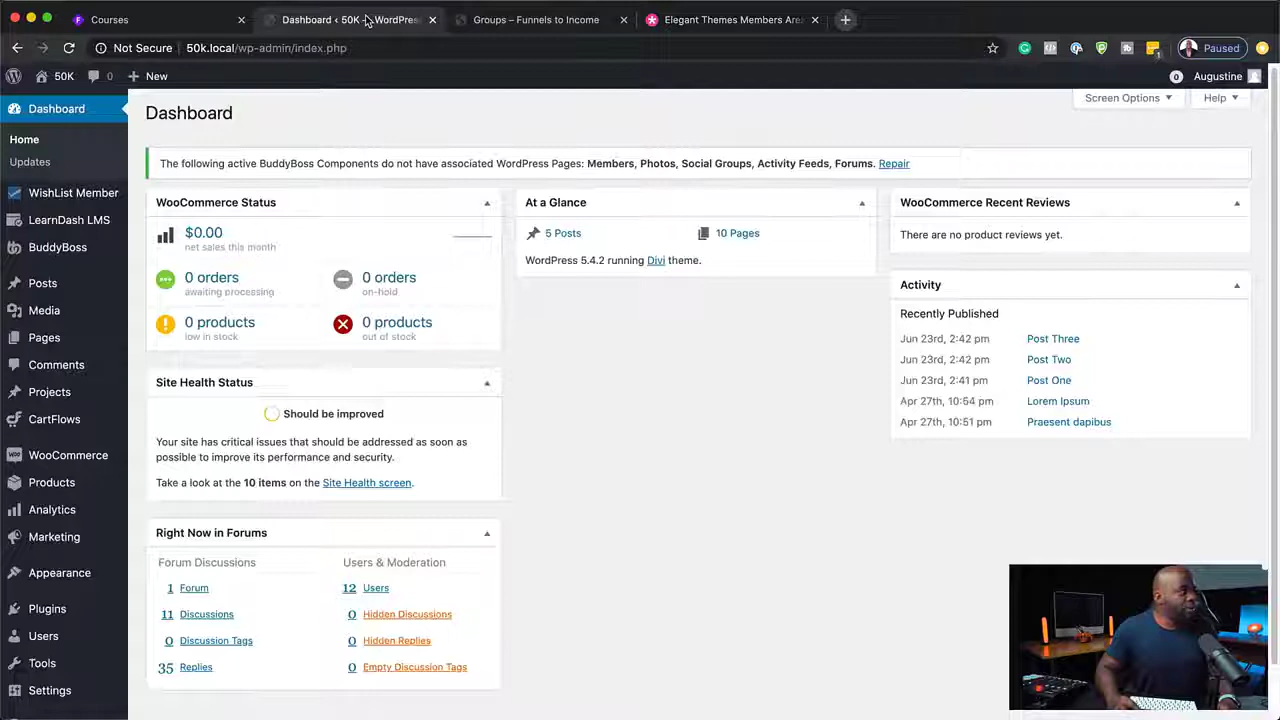 Courses
Dashboard < 50K — WordPress
Groups – Funnels to Income
Elegant Themes Members Area
Not Secure
50k.local/wp-admin/index.php
1
Paused
50K
0
New
0
Augustine
Dashboard
Home
Updates
WishList Member
LearnDash LMS
BuddyBoss
Posts
Media
Pages
Comments
Projects
CartFlows
WooCommerce
Products
Analytics
Marketing
Appearance
Plugins
Users
Tools
Settings
Screen Options
Help
Dashboard
The following active BuddyBoss Components do not have associated WordPress Pages: Members, Photos, Social Groups, Activity Feeds, Forums. Repair
WooCommerce Status
$0.00
net sales this month
0 orders
awaiting processing
0 orders
on-hold
0 products
low in stock
0 products
out of stock
Site Health Status
Should be improved
Your site has critical issues that should be addressed as soon as
possible to improve its performance and security.
Take a look at the 10 items on the Site Health screen.
Right Now in Forums
Forum Discussions
1 Forum
11 Discussions
0 Discussion Tags
35 Replies
Users & Moderation
12 Users
0 Hidden Discussions
0 Hidden Replies
0 Empty Discussion Tags
At a Glance
5 Posts
10 Pages
WordPress 5.4.2 running Divi theme.
WooCommerce Recent Reviews
There are no product reviews yet.
Activity
Recently Published
Jun 23rd, 2:42 pm Post Three
Jun 23rd, 2:42 pm Post Two
Jun 23rd, 2:41 pm Post One
Apr 27th, 10:54 pm Lorem Ipsum
Apr 27th, 10:51 pm Praesent dapibus